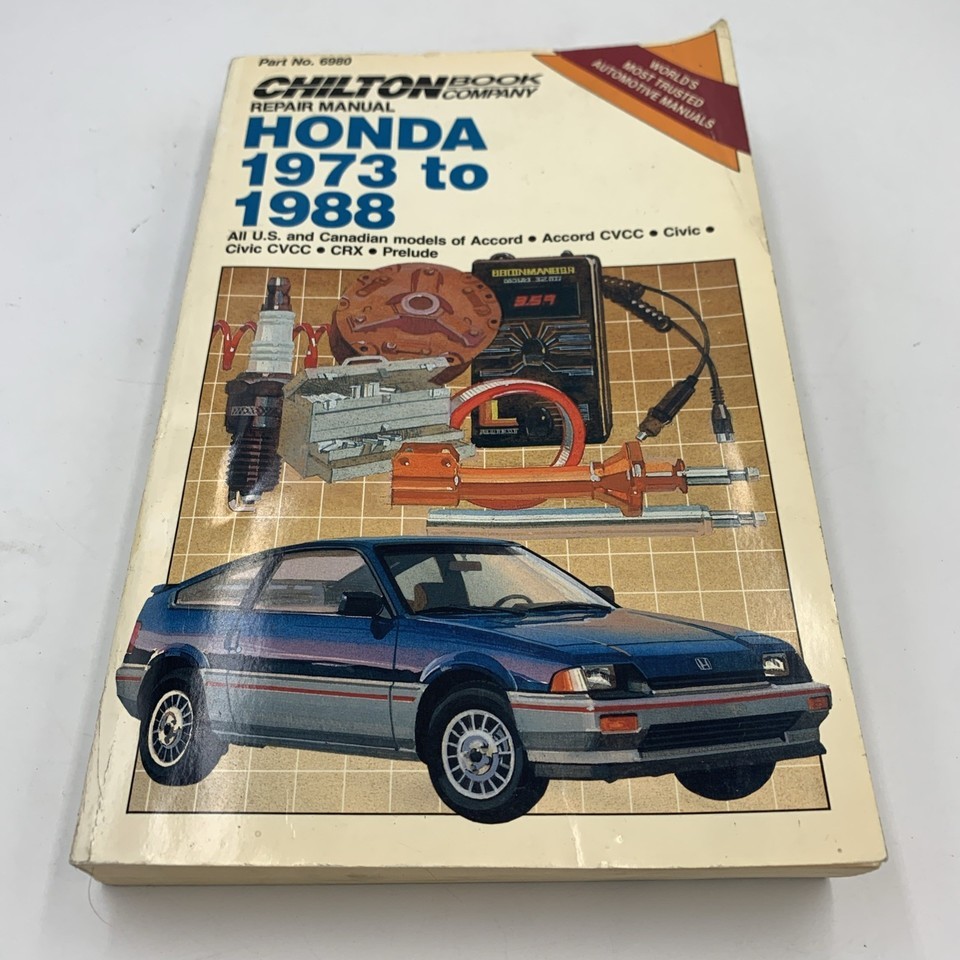 Part No. 6980
CHILTON BOOK COMPANY
REPAIR MANUAL
HONDA
1973 to
1988
All U.S. and Canadian models of Accord • Accord CVCC • Civic •
Civic CVCC • CRX • Prelude
WORLD'S
MOST TRUSTED
AUTOMOTIVE MANUALS